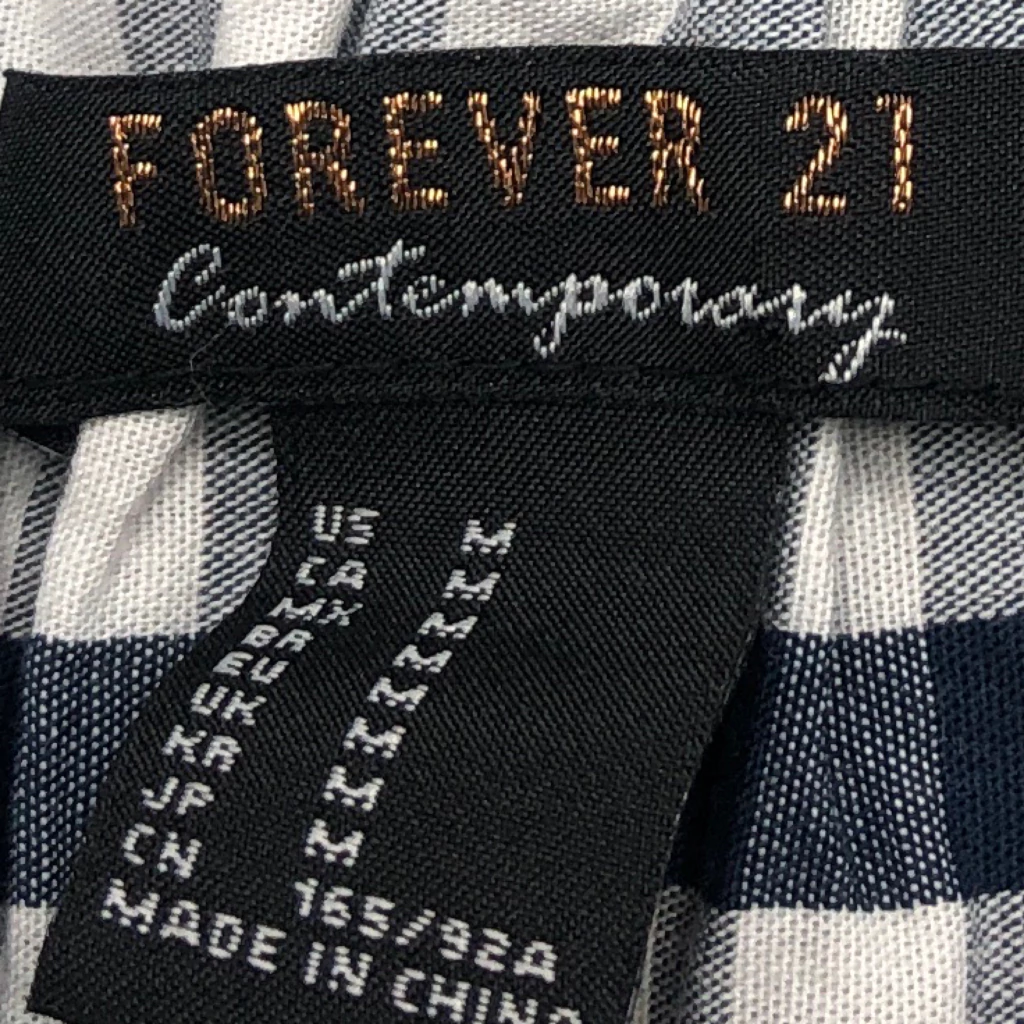 FOREVER 21
Contemporary
US M
CA M
MX M
BR M
EU M
UK M
KR M
JP M
CN 165/92A
MADE IN CHINA